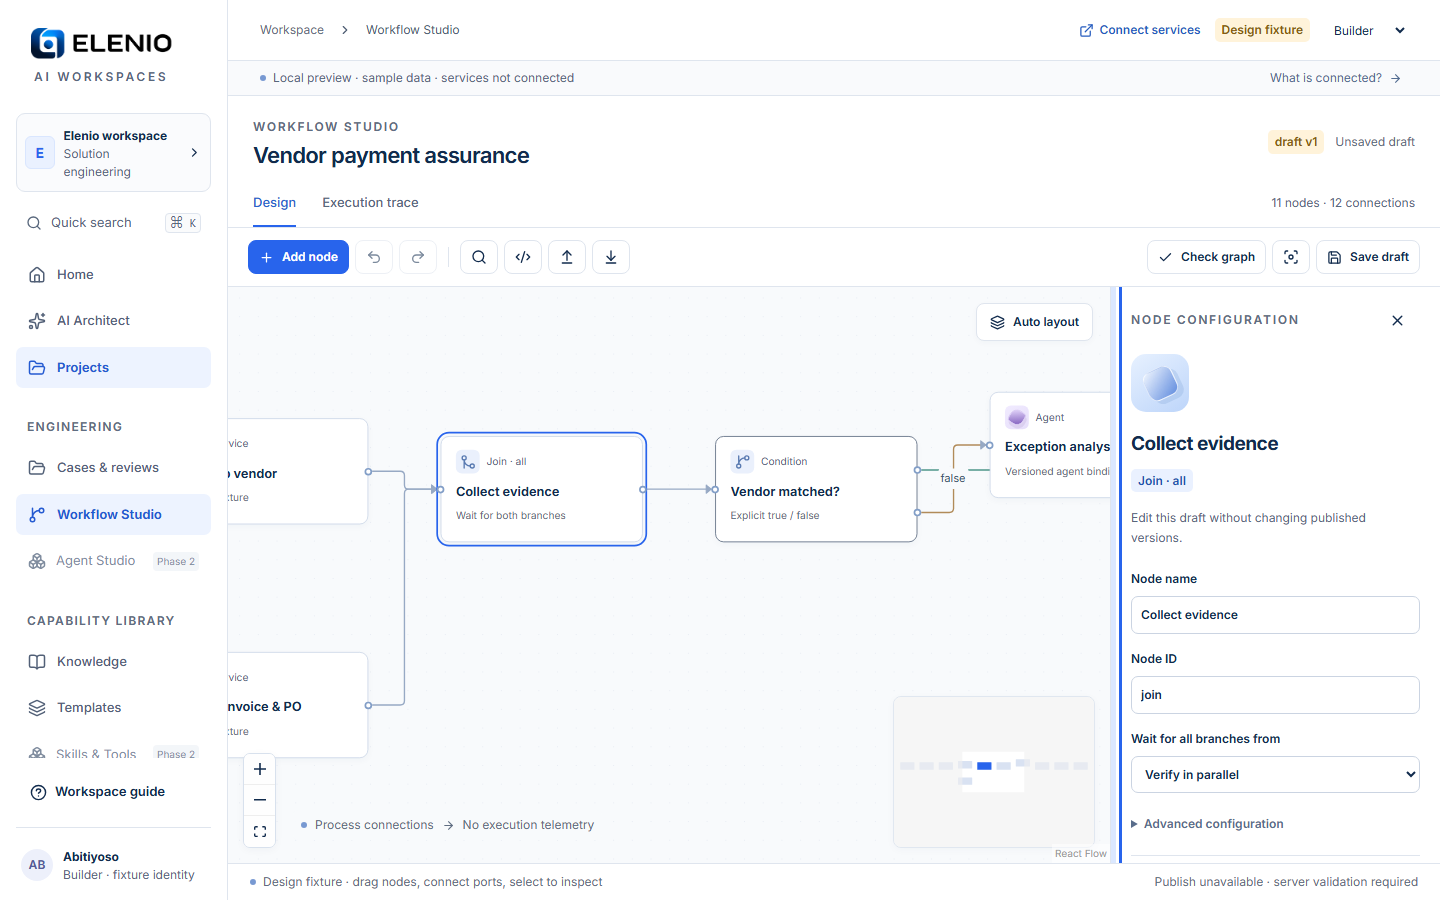 ELENIO
AI WORKSPACES
E
Elenio workspace
Solution
engineering
Quick search
⌘ K
Home
AI Architect
Projects
ENGINEERING
Cases & reviews
Workflow Studio
Agent Studio
Phase 2
CAPABILITY LIBRARY
Knowledge
Templates
Skills & Tools
Phase 2
Workspace guide
AB
Abitiyoso
Builder · fixture identity
Workspace
Workflow Studio
Connect services
Design fixture
Builder
Local preview · sample data · services not connected
What is connected? →
WORKFLOW STUDIO
Vendor payment assurance
draft v1
Unsaved draft
Design
Execution trace
11 nodes · 12 connections
Add node
Check graph
Save draft
Auto layout
vice
vendor
ture
Join · all
Collect evidence
Wait for both branches
Condition
Vendor matched?
Explicit true / false
false
Agent
Exception analys
Versioned agent bindi
vice
nvoice & PO
ture
Process connections → No execution telemetry
React Flow
NODE CONFIGURATION
Collect evidence
Join · all
Edit this draft without changing published
versions.
Node name
Collect evidence
Node ID
join
Wait for all branches from
Verify in parallel
Advanced configuration
Design fixture · drag nodes, connect ports, select to inspect
Publish unavailable · server validation required